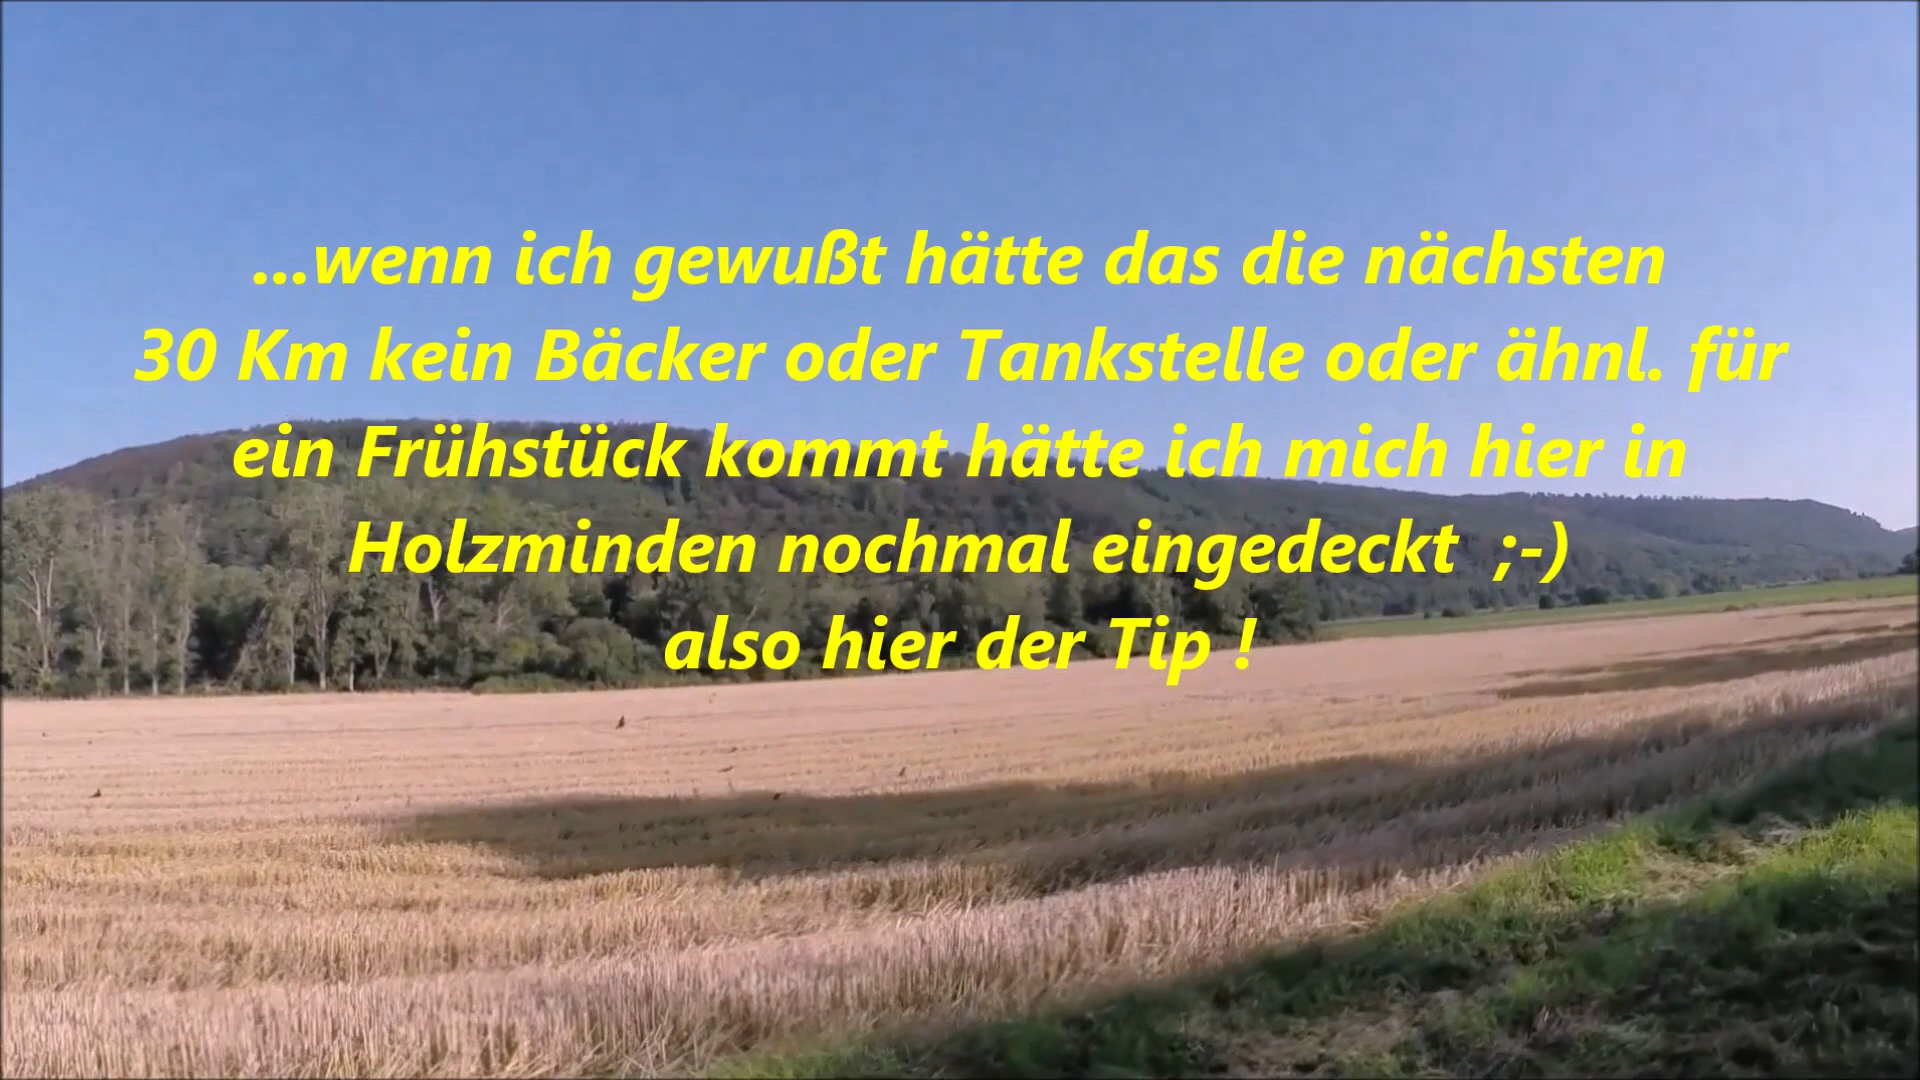 ...wenn ich gewußt hätte das die nächsten
30 Km kein Bäcker oder Tankstelle oder ähnl. für
ein Frühstück kommt hätte ich mich hier in
Holzminden nochmal eingedeckt ;-)
also hier der Tip !